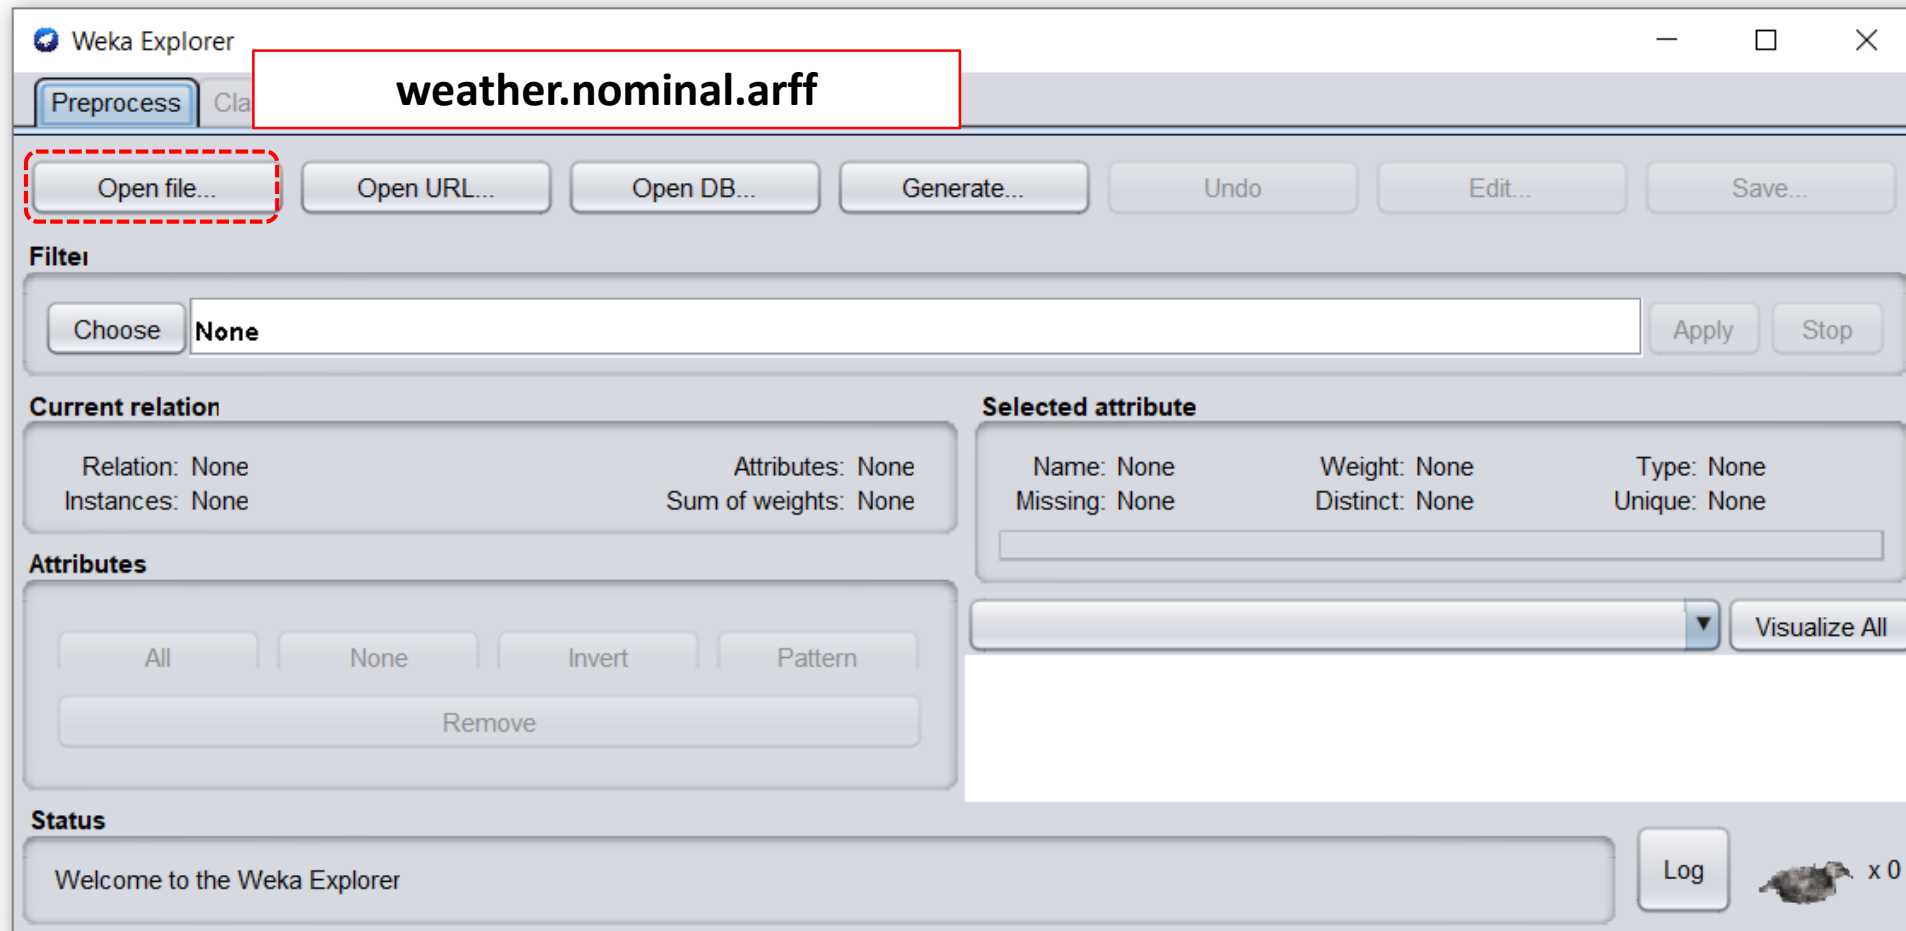 Weka Explorer
weather.nominal.arff
Preprocess Cla
Open file... Open URL... Open DB... Generate... Undo Edit... Save...
Filter
Choose None Apply Stop
Current relation
Relation: None Attributes: None
Instances: None Sum of weights: None
Selected attribute
Name: None Weight: None Type: None
Missing: None Distinct: None Unique: None
Attributes
All None Invert Pattern
Remove
Visualize All
Status
Welcome to the Weka Explorer
Log x 0